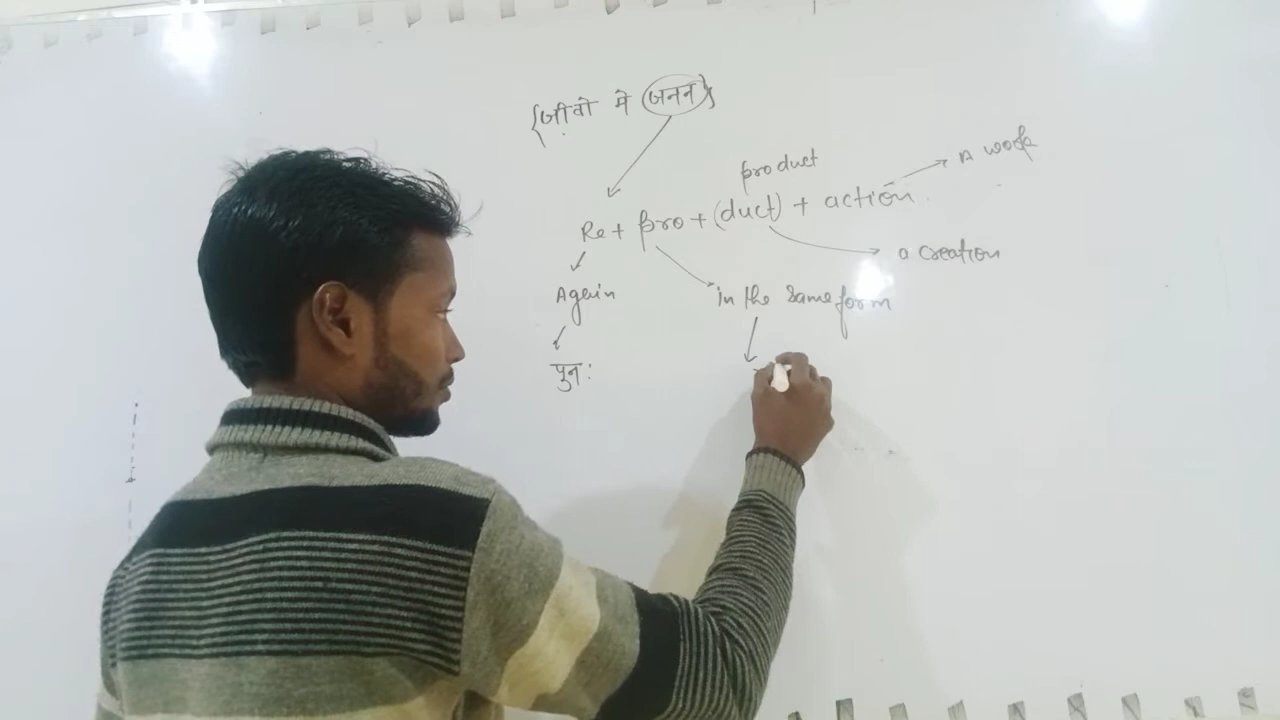 {जीवो मे जनन}
product
Re + pro + (duct) + action
A work
a creation
Again
in the same form
पुन: